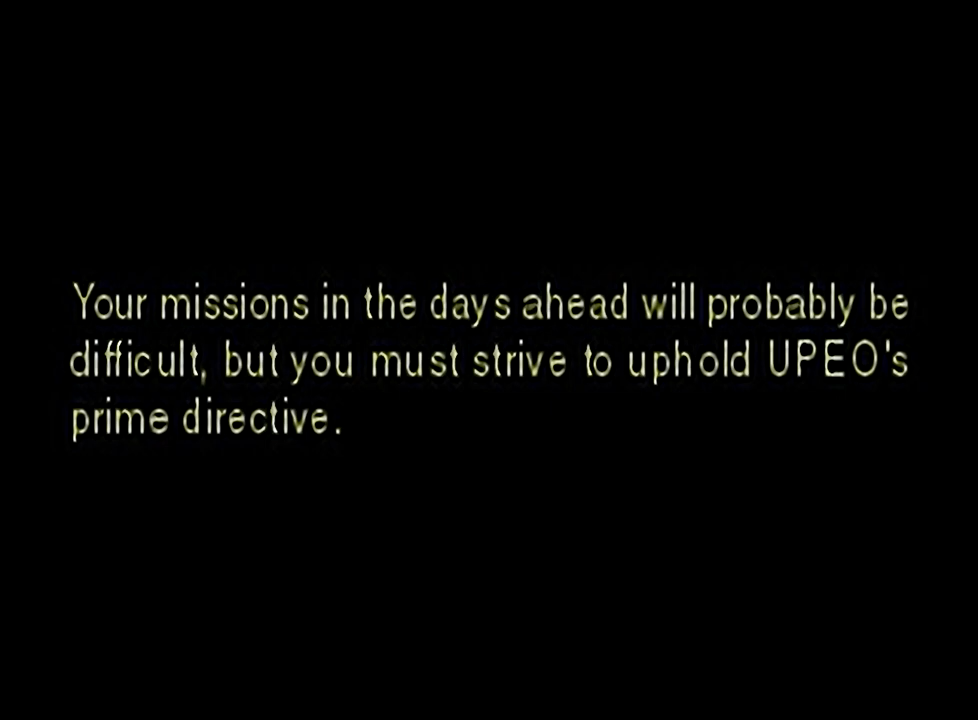 Your missions in the days ahead will probably be
difficult, but you must strive to uphold UPEO's
prime directive.